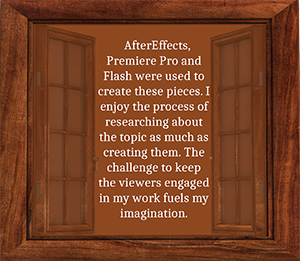 AfterEffects,
Premiere Pro and
Flash were used to
create these pieces. I
enjoy the process of
researching about
the topic as much as
creating them. The
challenge to keep
the viewers engaged
in my work fuels my
imagination.